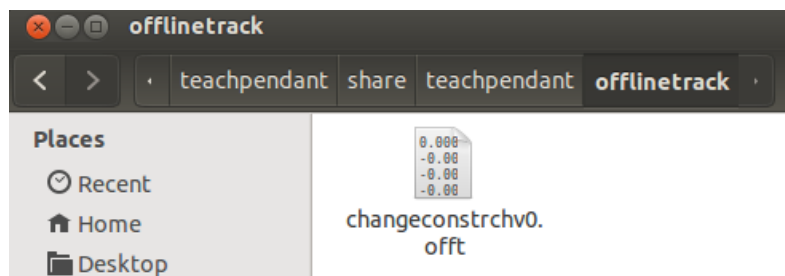 offlinetrack
teachpendant share teachpendant offlinetrack
Places
Recent
Home
Desktop
0.000
-0.00
-0.00
-0.00
changeconstrchv0.
offt